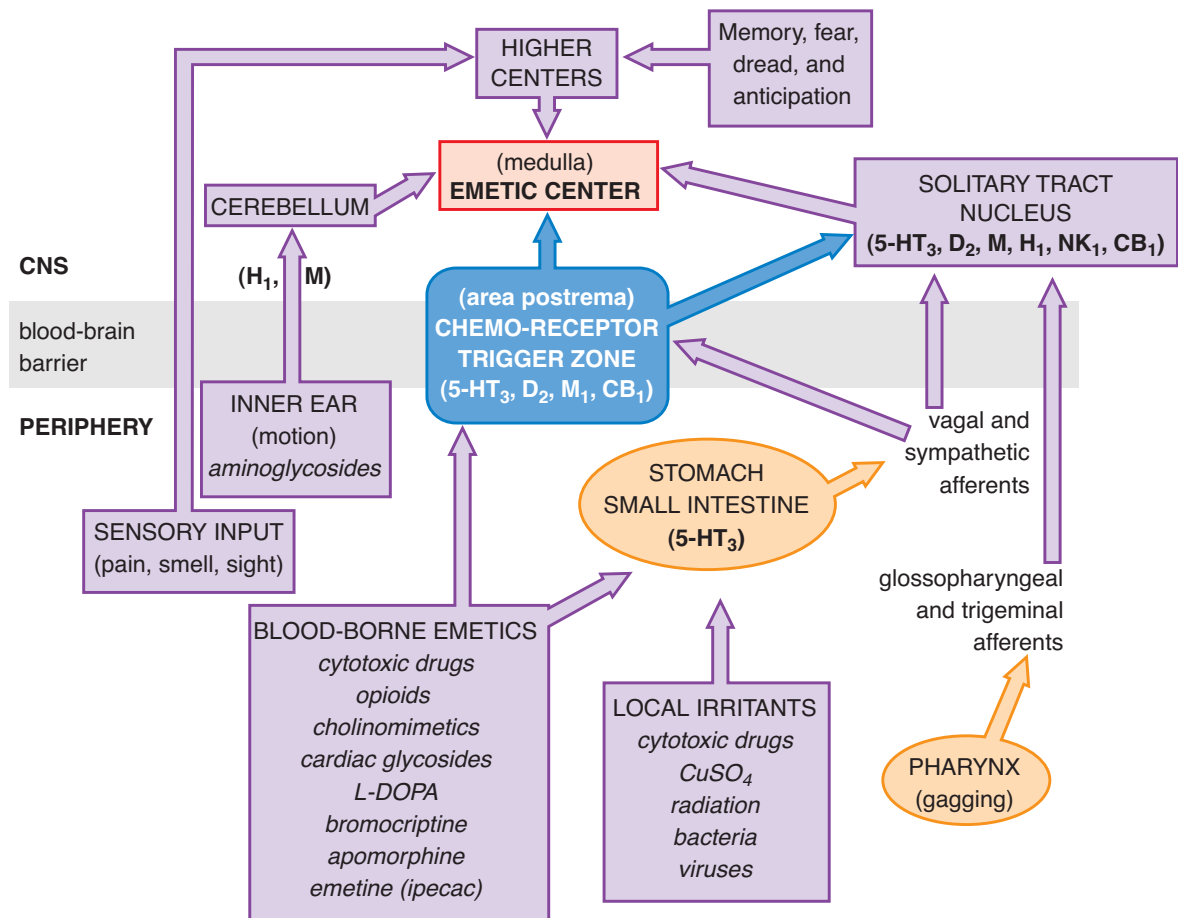 HIGHER
CENTERS
Memory, fear,
dread, and
anticipation
(medulla)
EMETIC CENTER
CEREBELLUM
SOLITARY TRACT
NUCLEUS
(5-HT₃, D₂, M, H₁, NK₁, CB₁)
CNS
(H₁, M)
blood-brain
barrier
(area postrema)
CHEMO-RECEPTOR
TRIGGER ZONE
(5-HT₃, D₂, M₁, CB₁)
PERIPHERY
INNER EAR
(motion)
aminoglycosides
vagal and
sympathetic
afferents
STOMACH
SMALL INTESTINE
(5-HT₃)
SENSORY INPUT
(pain, smell, sight)
glossopharyngeal
and trigeminal
afferents
BLOOD-BORNE EMETICS
cytotoxic drugs
opioids
cholinomimetics
cardiac glycosides
L-DOPA
bromocriptine
apomorphine
emetine (ipecac)
LOCAL IRRITANTS
cytotoxic drugs
CuSO₄
radiation
bacteria
viruses
PHARYNX
(gagging)